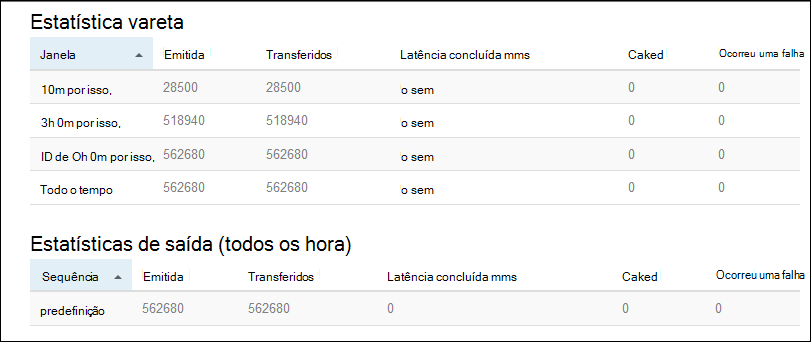 Estatística vareta
Janela Emitida Transferidos Latência concluída mms Caked Ocorreu uma falha
10m por isso, 28500 28500 o sem 0 0
3h 0m por isso, 518940 518940 o sem 0 0
ID de Oh 0m por isso, 562680 562680 o sem 0 0
Todo o tempo 562680 562680 o sem 0 0
Estatísticas de saída (todos os hora)
Sequência Emitida Transferidos Latência concluída mms Caked Ocorreu uma falha
predefinição 562680 562680 0 0 0